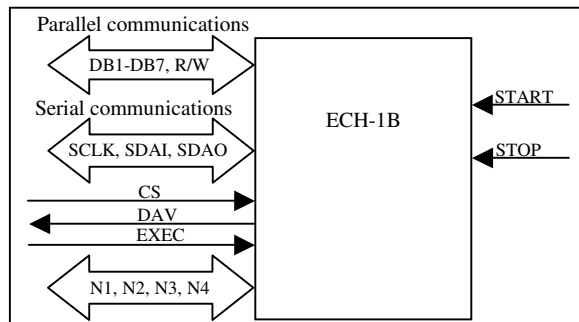 Parallel communications
DB1-DB7, R/W
Serial communications
SCLK, SDAI, SDAO
CS
DAV
EXEC
N1, N2, N3, N4
ECH-1B
START
STOP